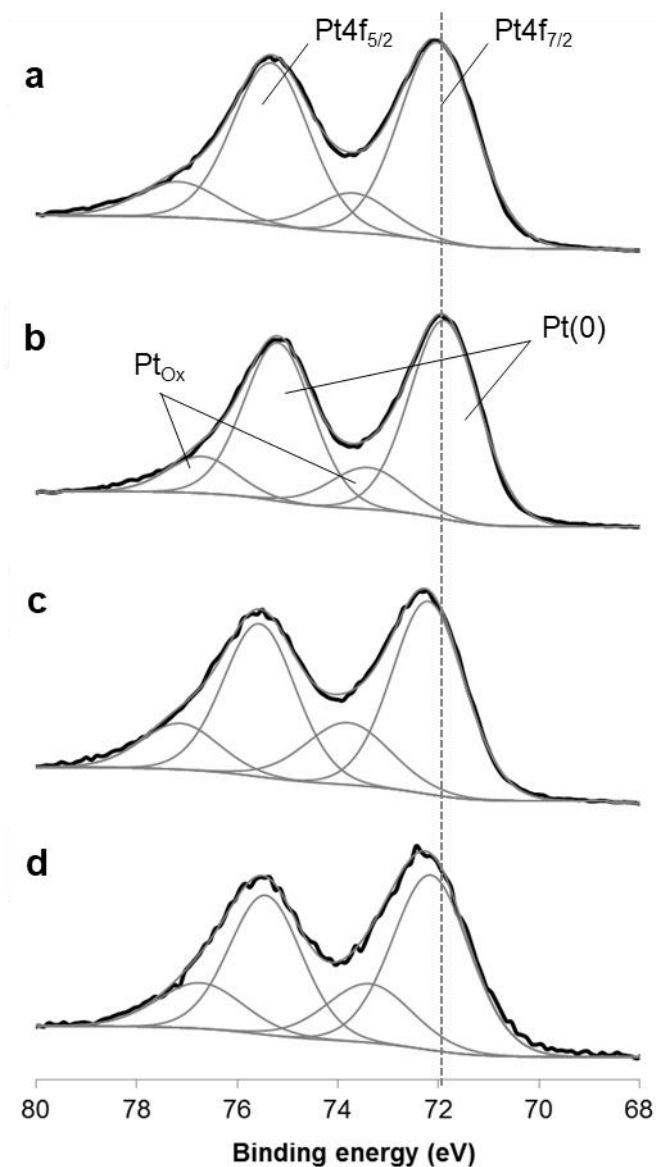 Pt4f5/2 Pt4f7/2
a
b Pt(0)
PtOx
c
d
80 78 76 74 72 70 68
Binding energy (eV)